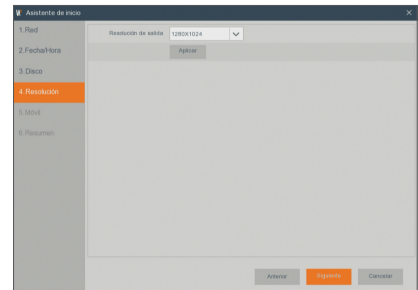 Asistente de inicio
1.Red
Resolución de salida 1280X1024
2.Fecha/Hora
Aplicar
3.Disco
4.Resolución
5.Móvil
6.Resumen
Anterior Siguiente Cancelar